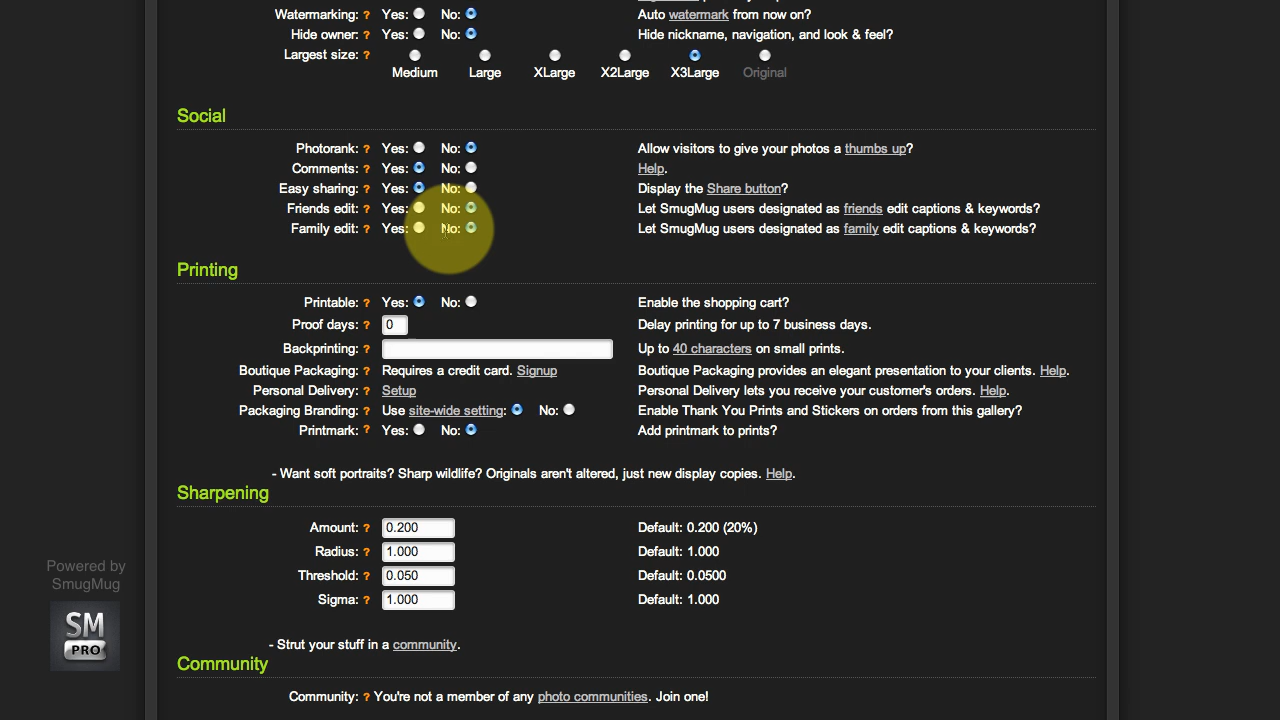 Watermarking: ? Yes: No: Auto watermark from now on?
Hide owner: ? Yes: No: Hide nickname, navigation, and look & feel?
Largest size: ?
Medium Large XLarge X2Large X3Large Original
Social
Photorank: ? Yes: No: Allow visitors to give your photos a thumbs up?
Comments: ? Yes: No: Help.
Easy sharing: ? Yes: No: Display the Share button?
Friends edit: ? Yes: No: Let SmugMug users designated as friends edit captions & keywords?
Family edit: ? Yes: No: Let SmugMug users designated as family edit captions & keywords?
Printing
Printable: ? Yes: No: Enable the shopping cart?
Proof days: ? 0 Delay printing for up to 7 business days.
Backprinting: ? Up to 40 characters on small prints.
Boutique Packaging: ? Requires a credit card. Signup Boutique Packaging provides an elegant presentation to your clients. Help.
Personal Delivery: ? Setup Personal Delivery lets you receive your customer's orders. Help.
Packaging Branding: ? Use site-wide setting: No: Enable Thank You Prints and Stickers on orders from this gallery?
Printmark: ? Yes: No: Add printmark to prints?
- Want soft portraits? Sharp wildlife? Originals aren't altered, just new display copies. Help.
Sharpening
Amount: ? 0.200 Default: 0.200 (20%)
Radius: ? 1.000 Default: 1.000
Threshold: ? 0.050 Default: 0.0500
Sigma: ? 1.000 Default: 1.000
- Strut your stuff in a community.
Community
Community: ? You're not a member of any photo communities. Join one!
Powered by
SmugMug
SM
PRO